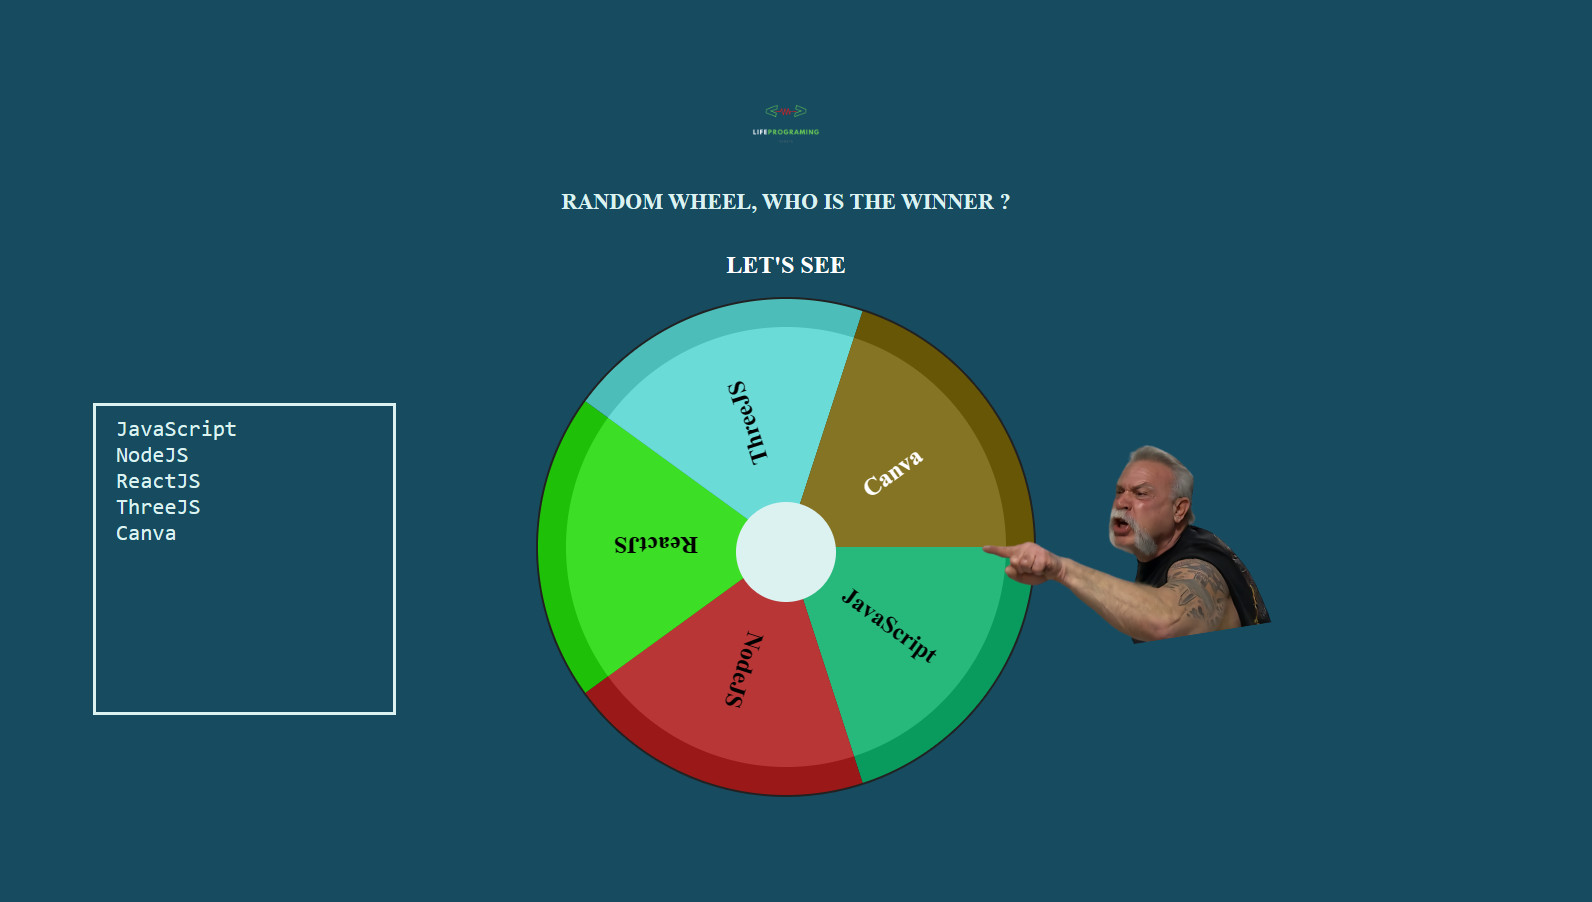 LIFEPROGRAMING
RANDOM WHEEL, WHO IS THE WINNER ?
LET'S SEE
JavaScript
NodeJS
ReactJS
ThreeJS
Canva
ThreeJS
Canva
ReactJS
JavaScript
NodeJS